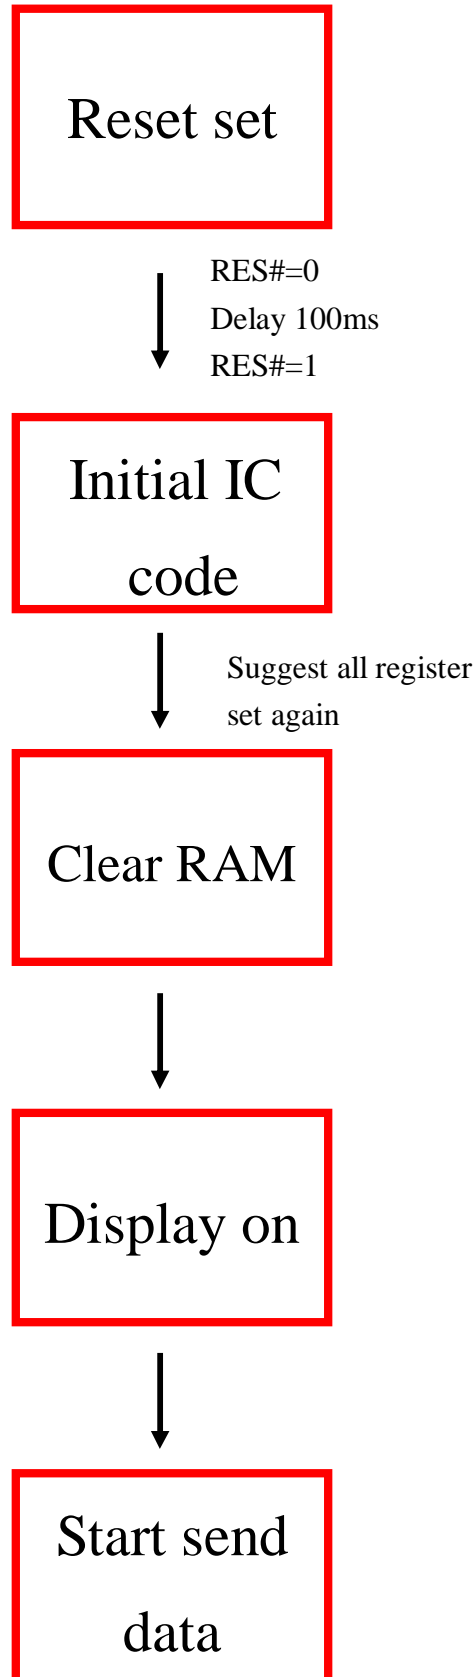 Reset set
RES#=0
Delay 100ms
RES#=1
Initial IC
code
Suggest all register
set again
Clear RAM
Display on
Start send
data